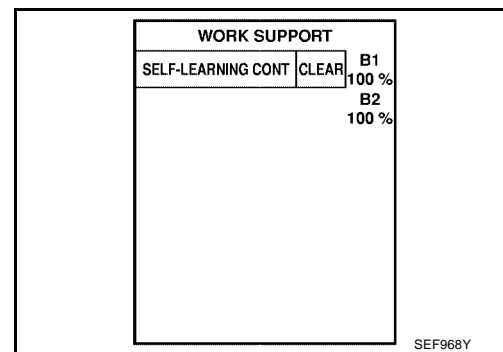 WORK SUPPORT
SELF-LEARNING CONT CLEAR B1
100 %
B2
100 %
SEF968Y